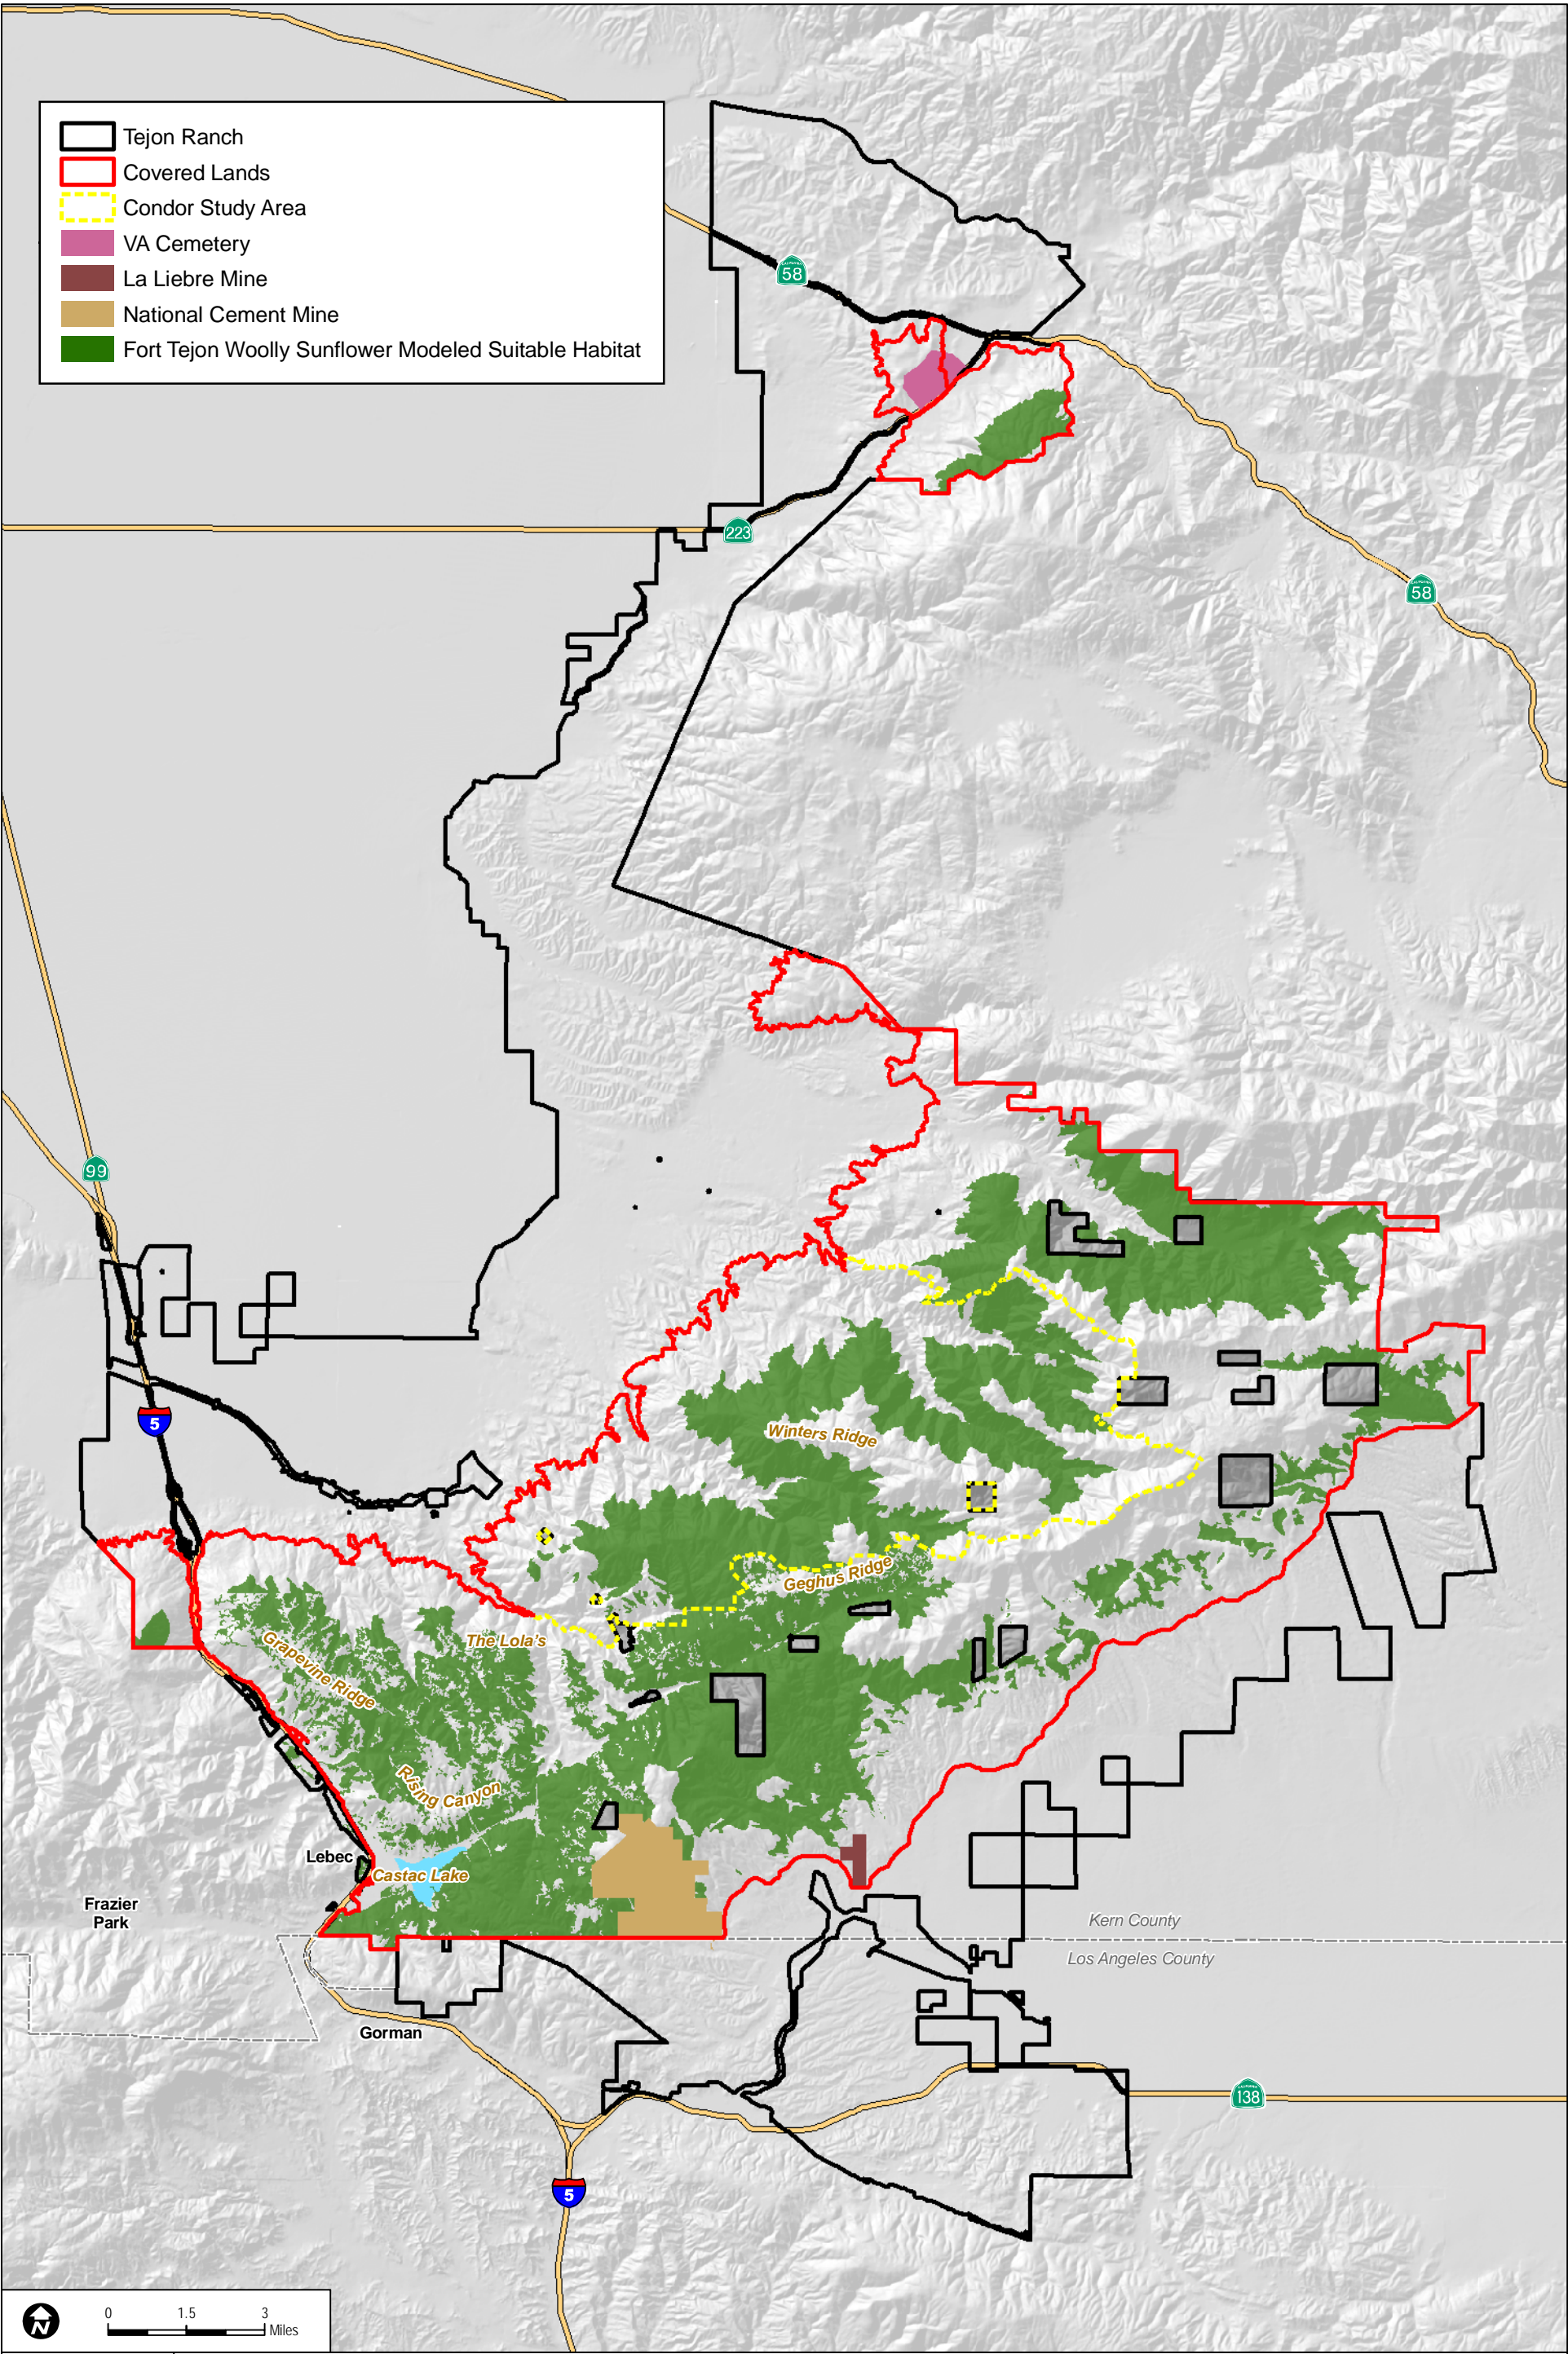 Tejon Ranch
Covered Lands
Condor Study Area
VA Cemetery
La Liebre Mine
National Cement Mine
Fort Tejon Woolly Sunflower Modeled Suitable Habitat
58
223
58
99
5
Winters Ridge
Geghus Ridge
The Lola's
Grapevine Ridge
Rising Canyon
Lebec
Castac Lake
Frazier
Park
Kern County
Los Angeles County
Gorman
138
5
N
0 1.5 3
Miles